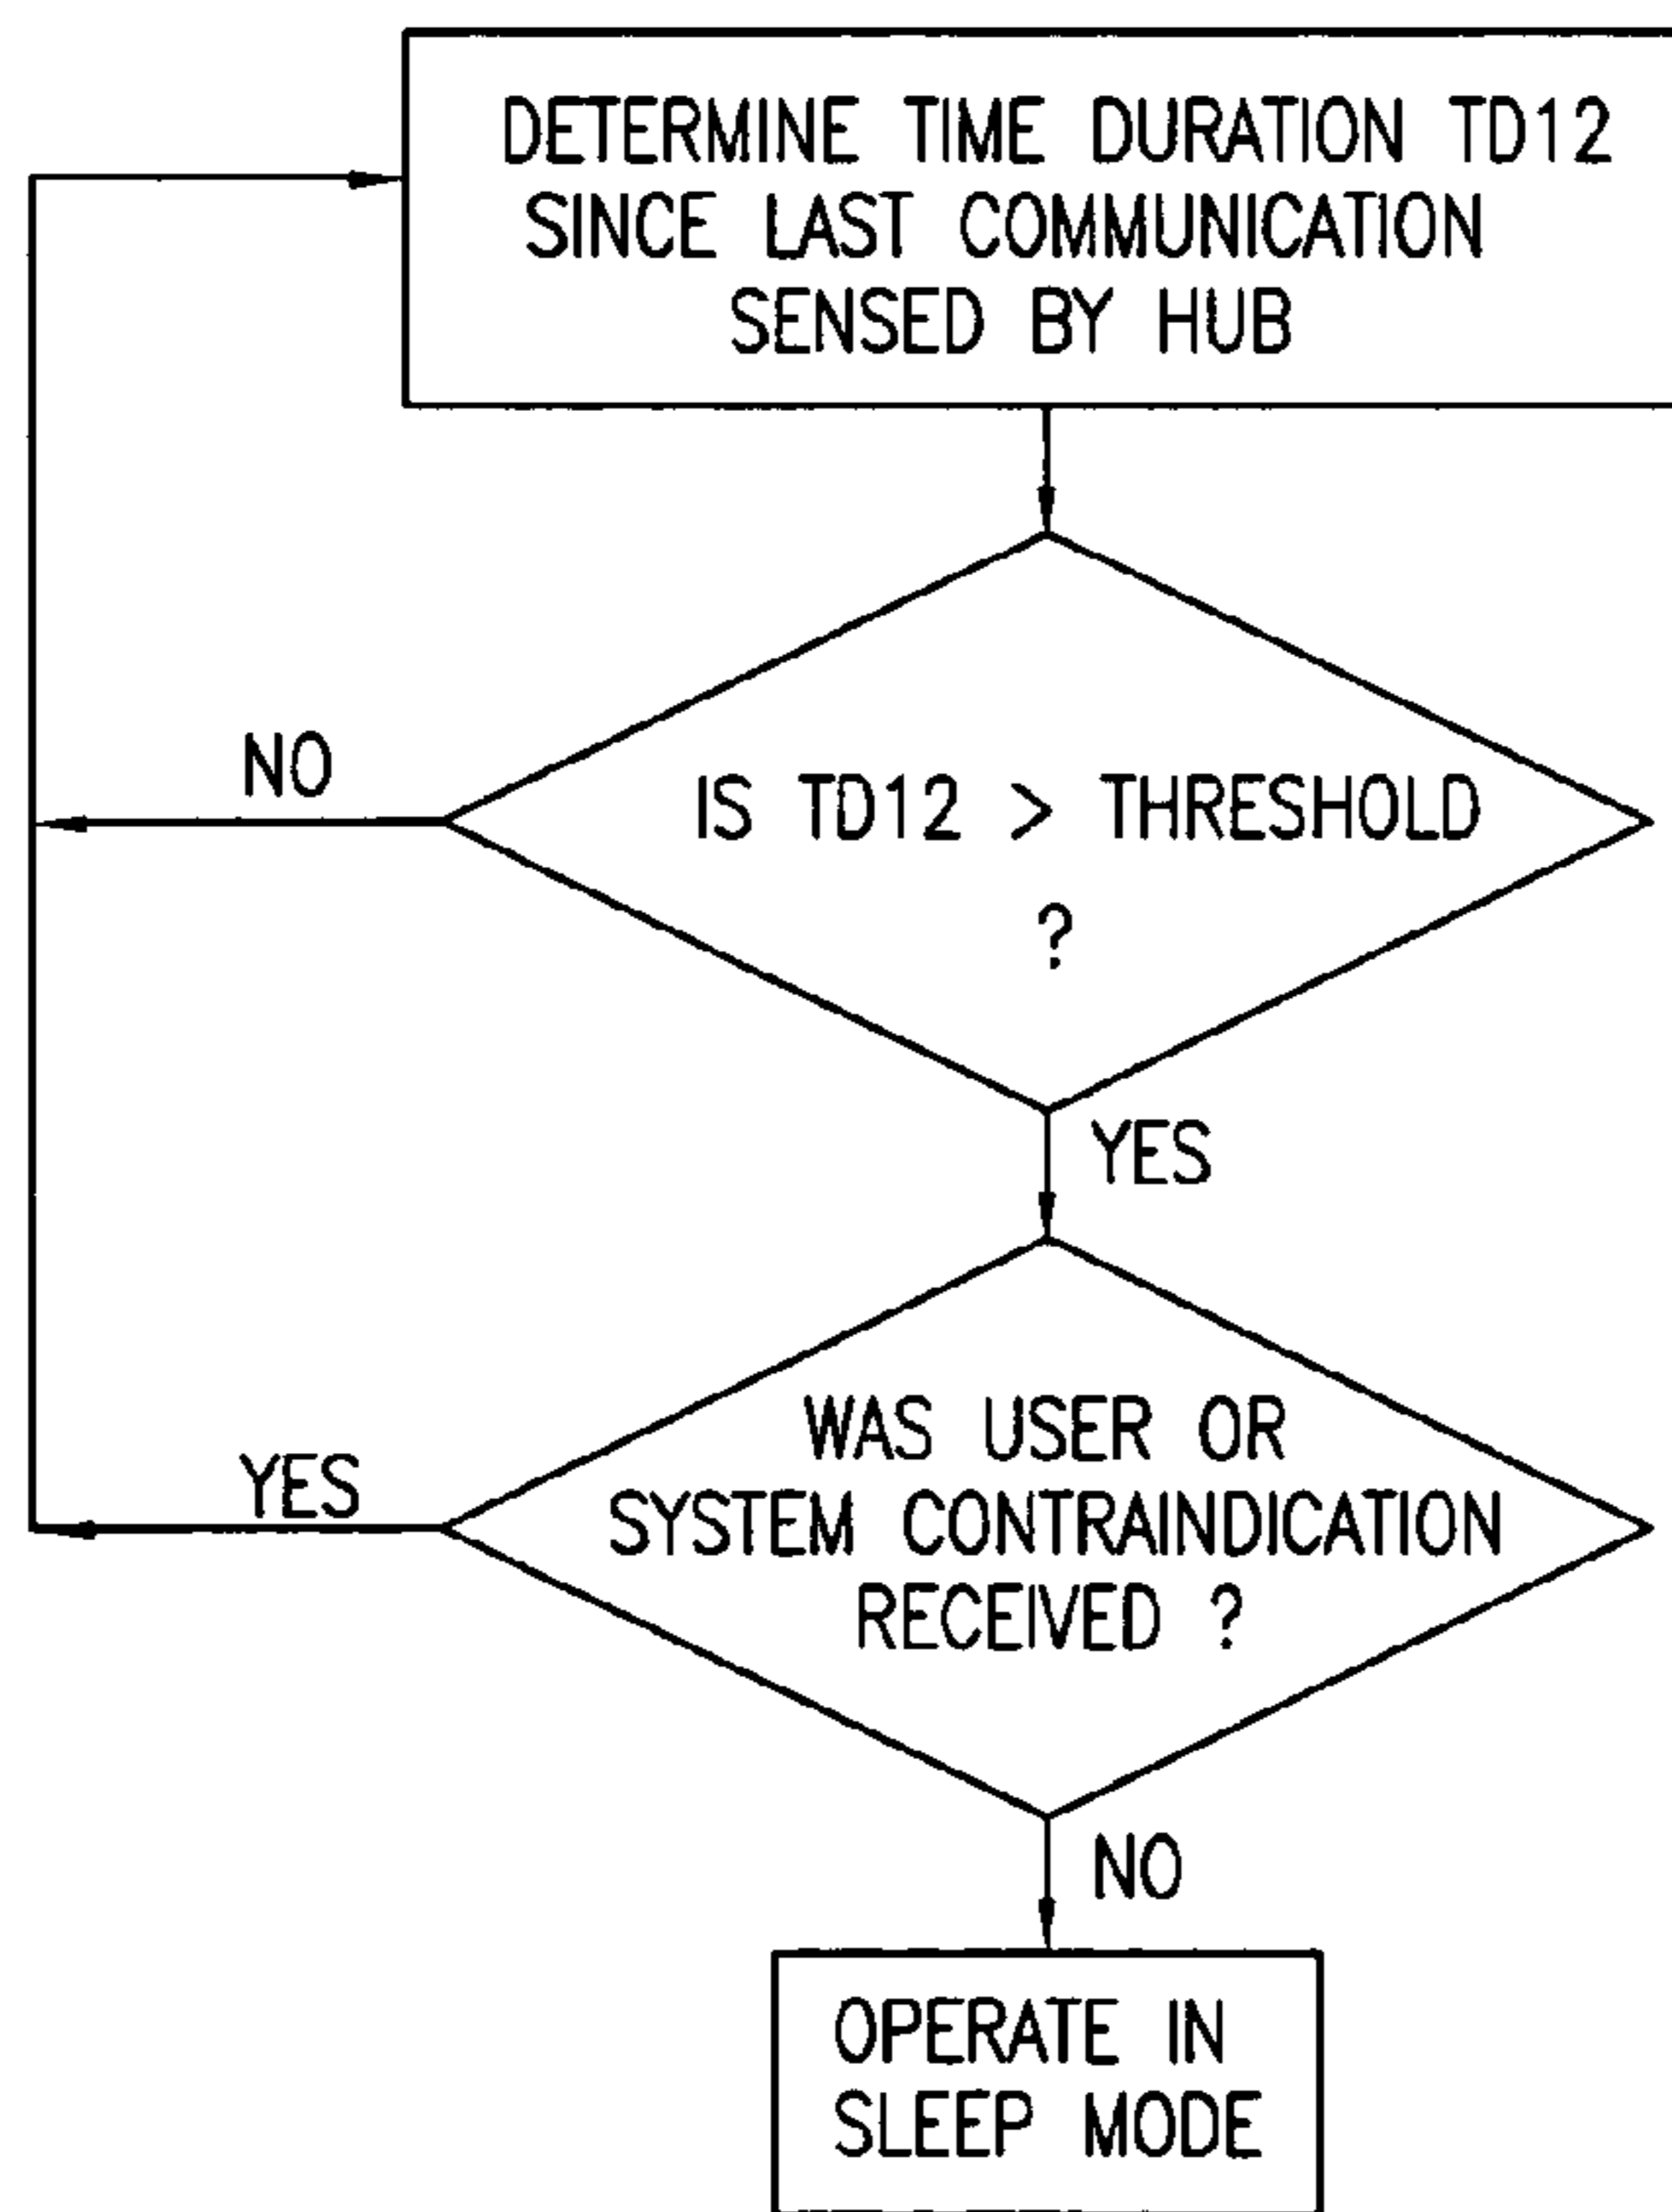 DETERMINE TIME DURATION TD12
SINCE LAST COMMUNICATION
SENSED BY HUB
NO
IS TD12 > THRESHOLD
?
YES
WAS USER OR
SYSTEM CONTRAINDICATION
RECEIVED ?
YES
NO
OPERATE IN
SLEEP MODE